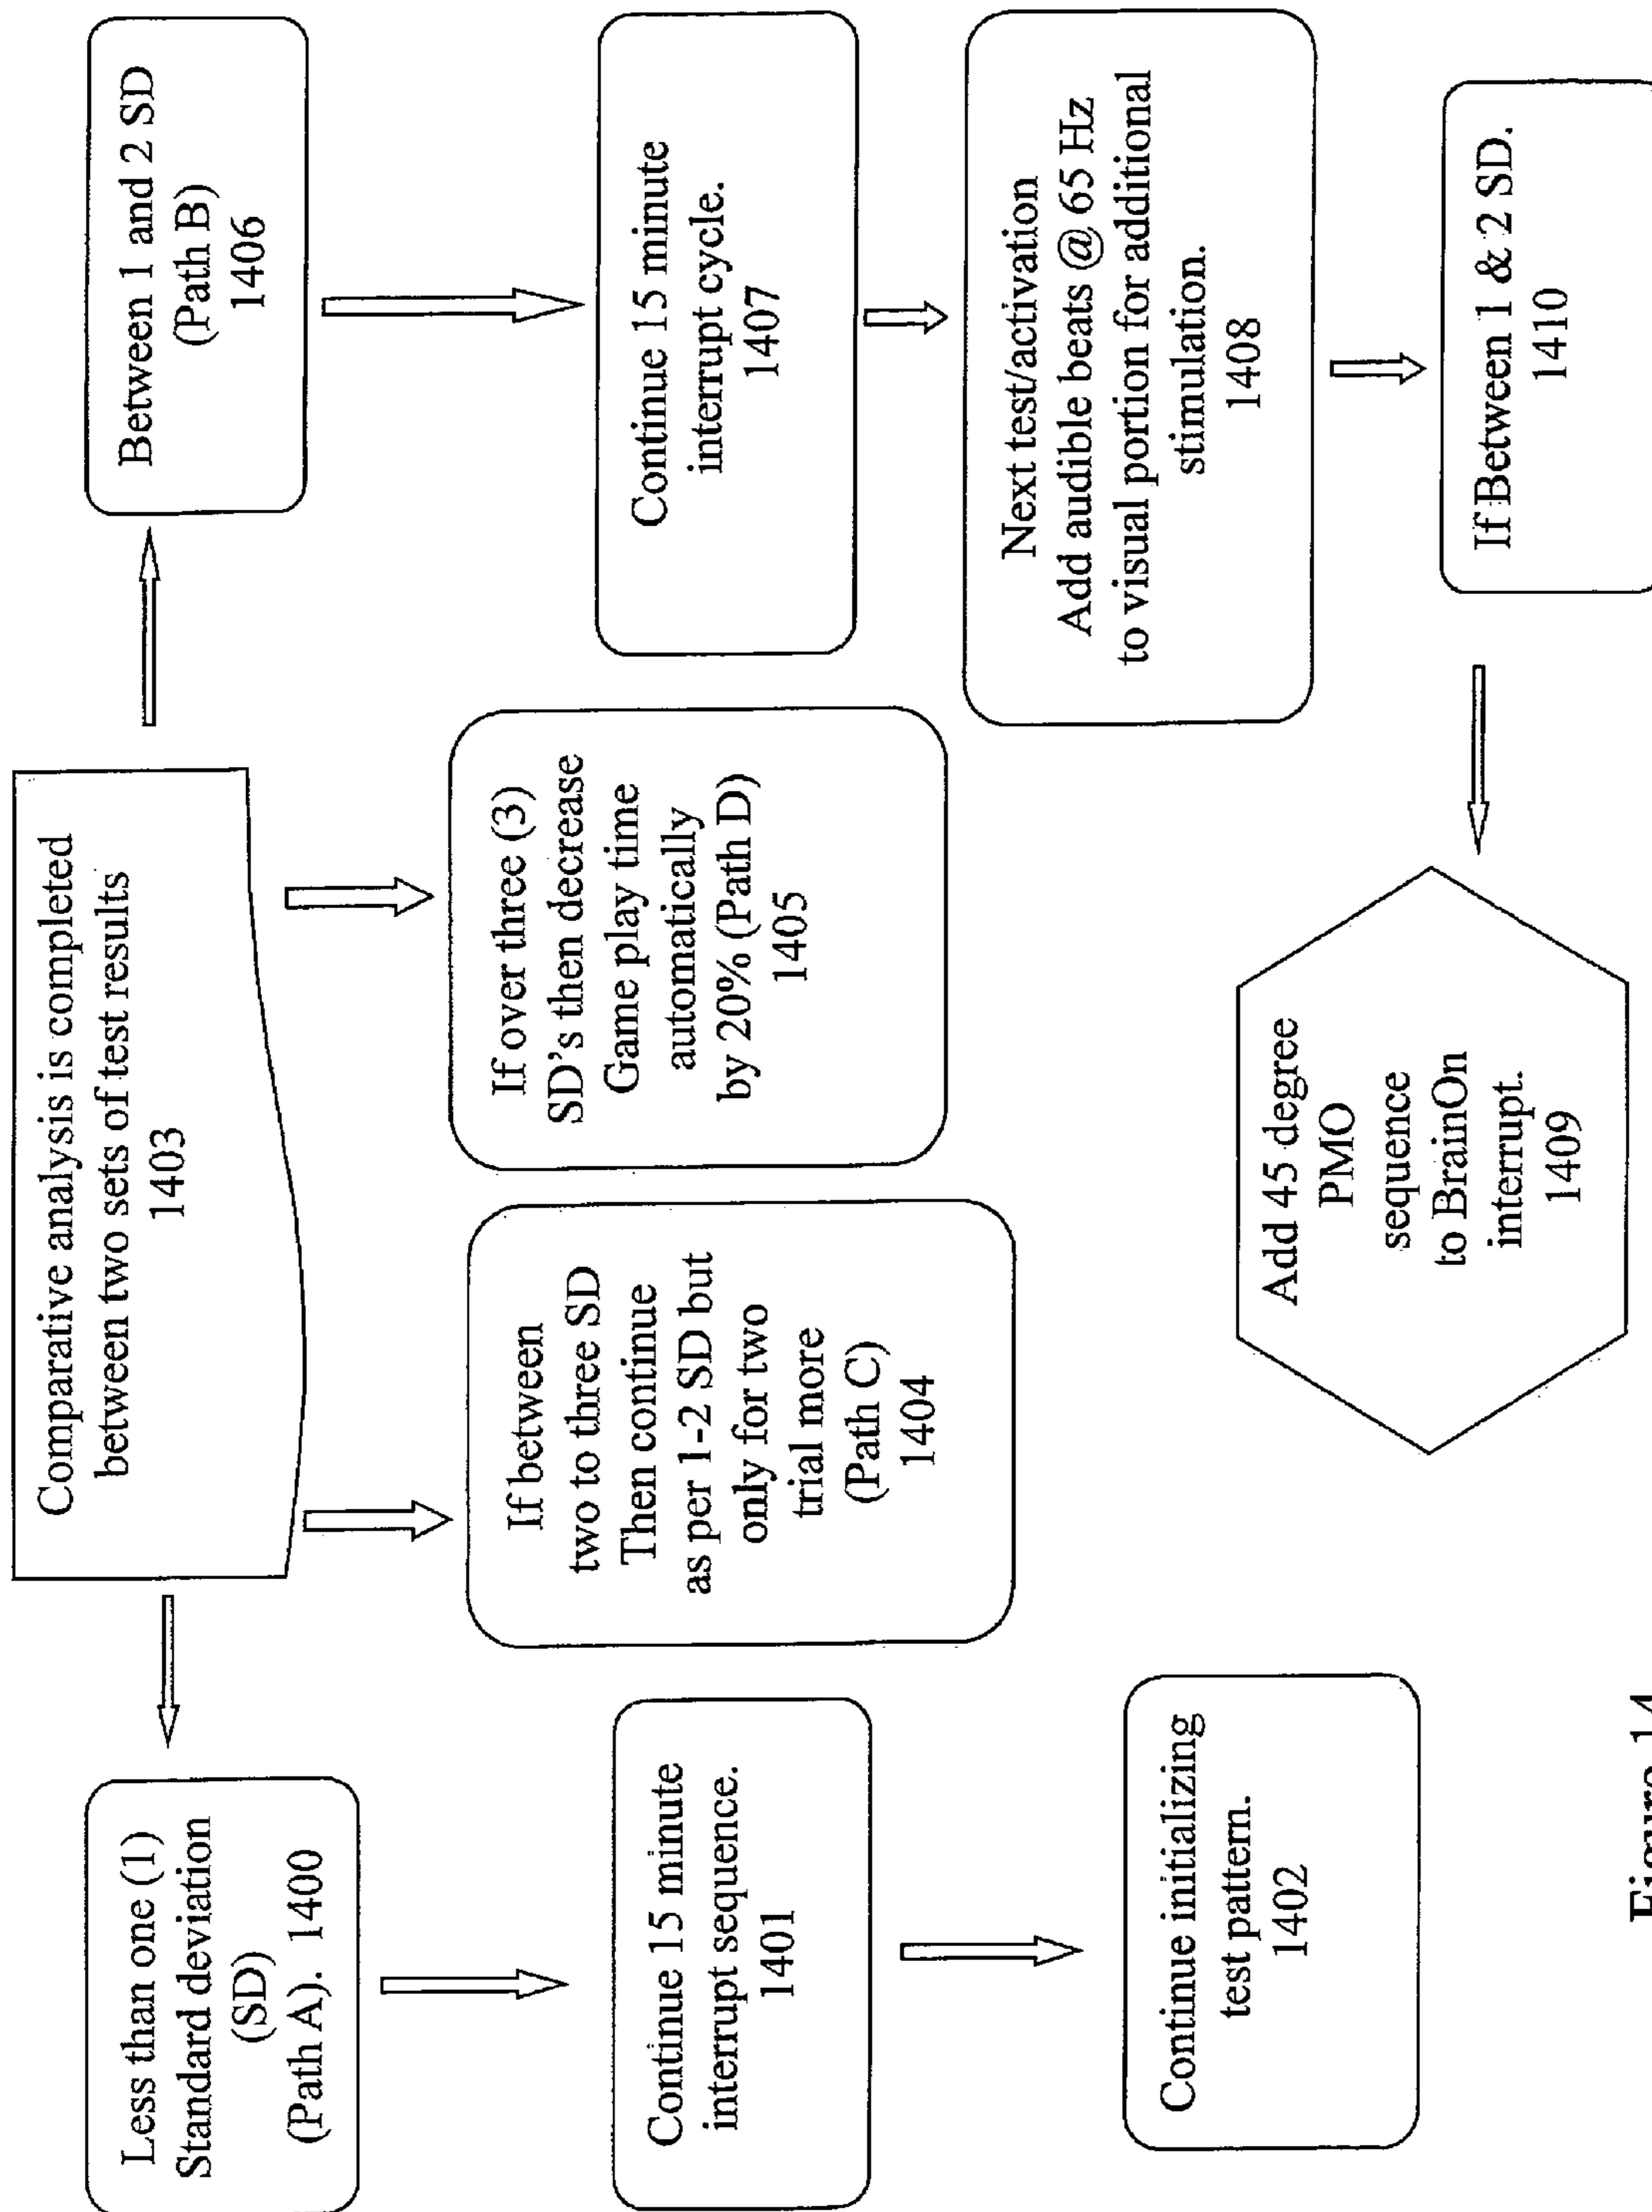 Comparative analysis is completed
between two sets of test results
1403
Less than one (1)
Standard deviation
(SD)
(Path A). 1400
Continue 15 minute
interrupt sequence.
1401
Continue initializing
test pattern.
1402
If between
two to three SD
Then continue
as per 1-2 SD but
only for two
trial more
(Path C)
1404
If over three (3)
SD's then decrease
Game play time
automatically
by 20% (Path D)
1405
Between 1 and 2 SD
(Path B)
1406
Continue 15 minute
interrupt cycle.
1407
Next test/activation
Add audible beats @ 65 Hz
to visual portion for additional
stimulation.
1408
If Between 1 & 2 SD.
1410
Add 45 degree
PMO
sequence
to BrainOn
interrupt.
1409
Figure 14